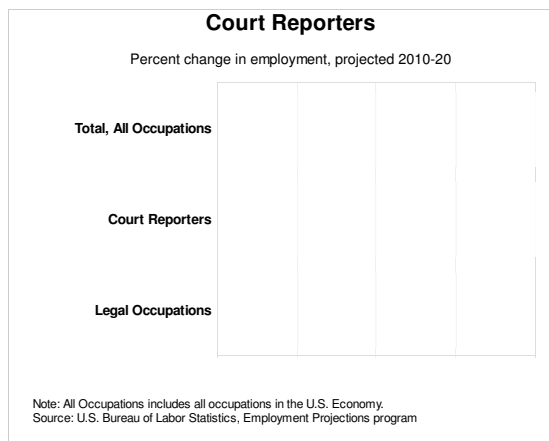 Court Reporters
Percent change in employment, projected 2010-20
Total, All Occupations
Court Reporters
Legal Occupations
Note: All Occupations includes all occupations in the U.S. Economy.
Source: U.S. Bureau of Labor Statistics, Employment Projections program